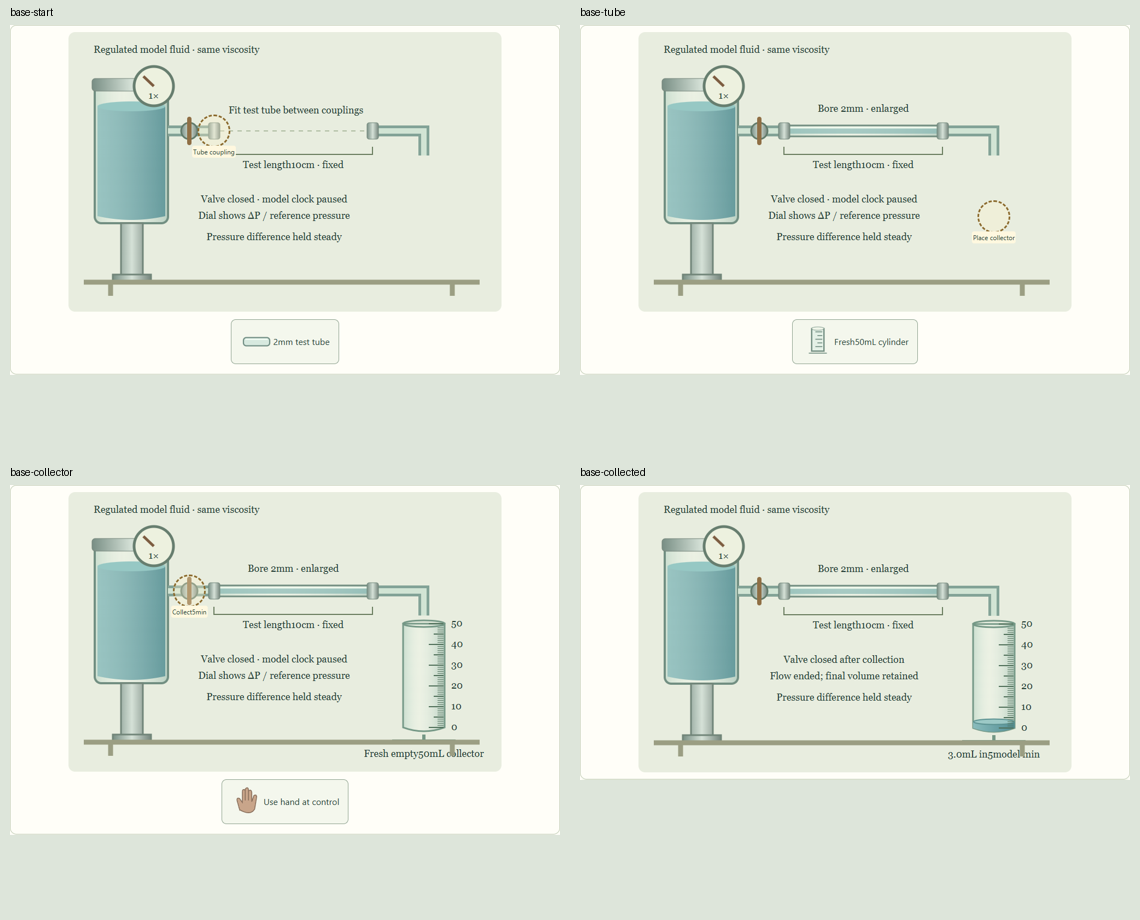 base-start
Regulated model fluid · same viscosity
1×
Fit test tube between couplings
Tube coupling
Test length10cm · fixed
Valve closed · model clock paused
Dial shows ΔP / reference pressure
Pressure difference held steady
2mm test tube
base-tube
Regulated model fluid · same viscosity
1×
Bore 2mm · enlarged
Test length10cm · fixed
Valve closed · model clock paused
Dial shows ΔP / reference pressure
Pressure difference held steady
Place collector
Fresh50mL cylinder
base-collector
Regulated model fluid · same viscosity
1×
Bore 2mm · enlarged
Collect5min
Test length10cm · fixed
Valve closed · model clock paused
Dial shows ΔP / reference pressure
Pressure difference held steady
50
40
30
20
10
0
Fresh empty50mL collector
Use hand at control
base-collected
Regulated model fluid · same viscosity
1×
Bore 2mm · enlarged
Test length10cm · fixed
Valve closed after collection
Flow ended; final volume retained
Pressure difference held steady
50
40
30
20
10
0
3.0mL in5model min